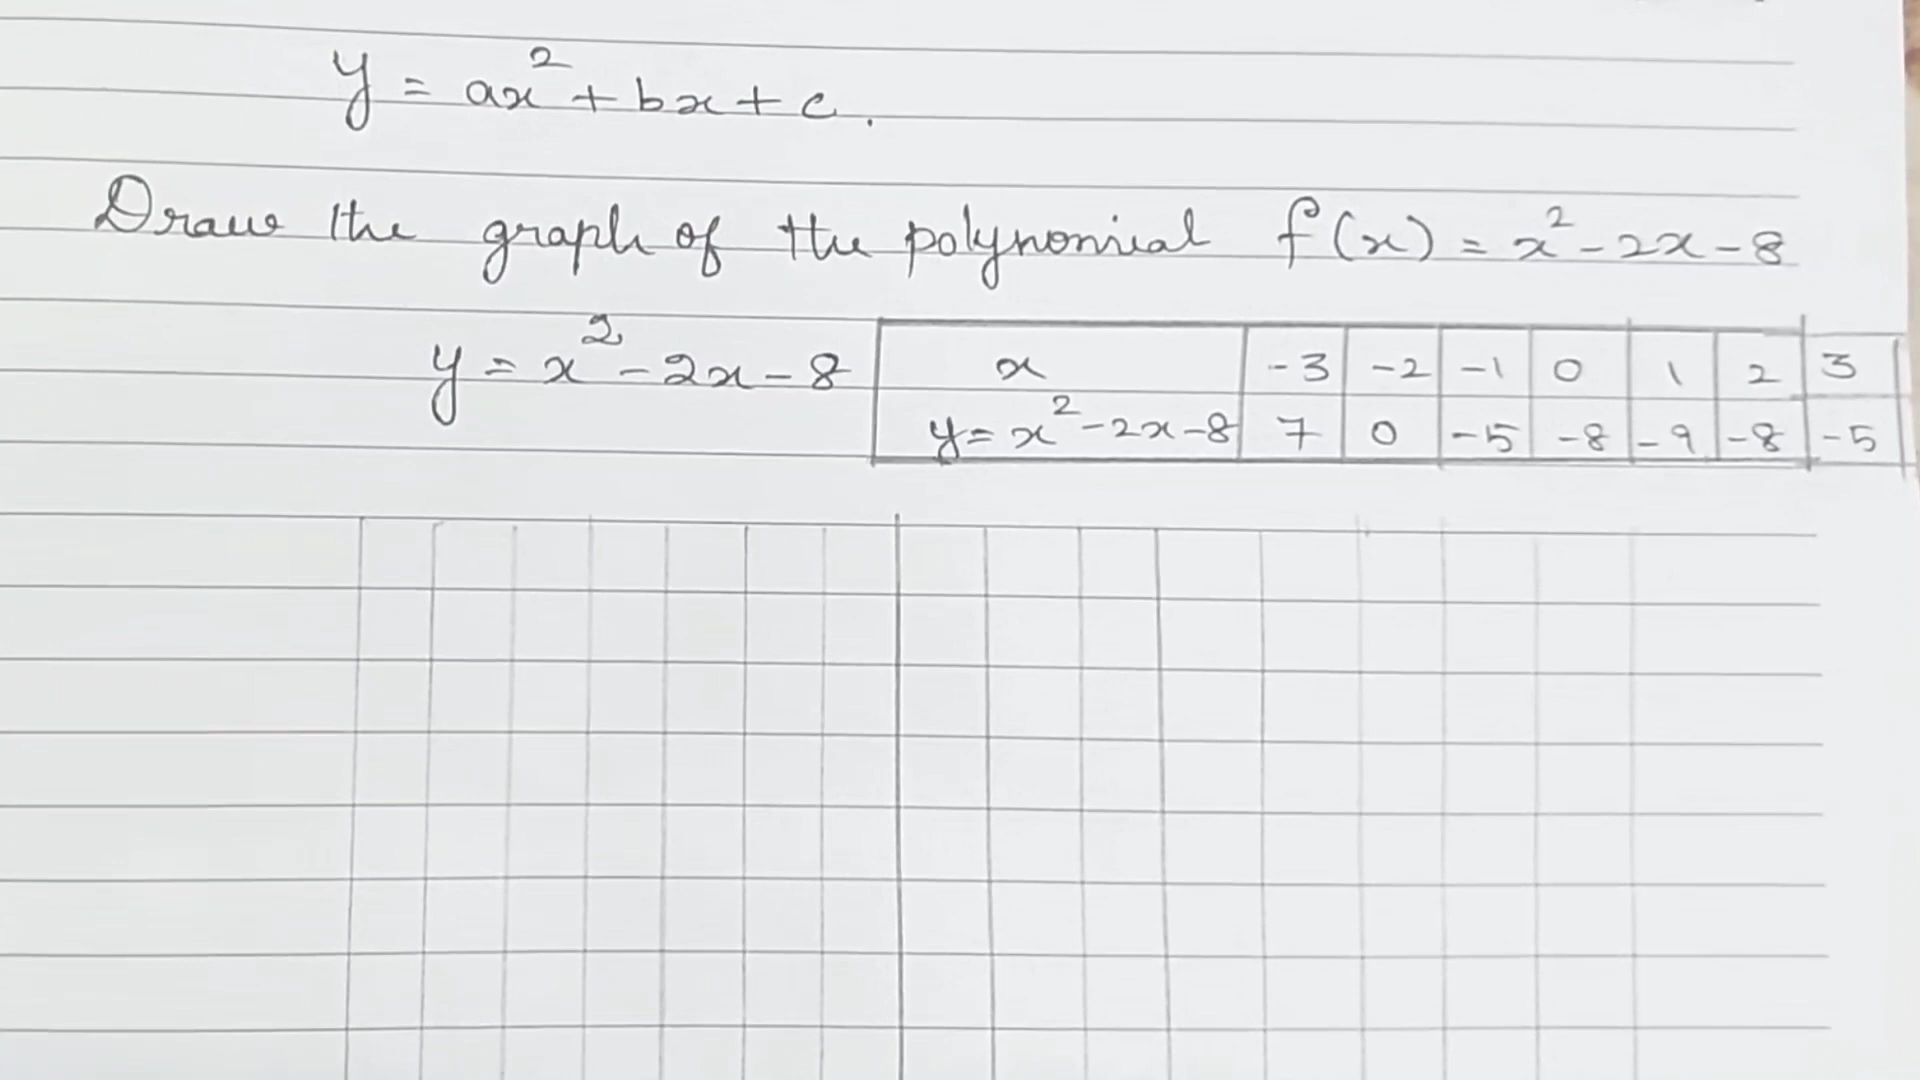 y = ax² + bx + c.
Draw the graph of the polynomial f(x) = x² - 2x - 8
y = x² - 2x - 8
x -3 -2 -1 0 1 2 3
y = x² - 2x - 8 7 0 -5 -8 -9 -8 -5